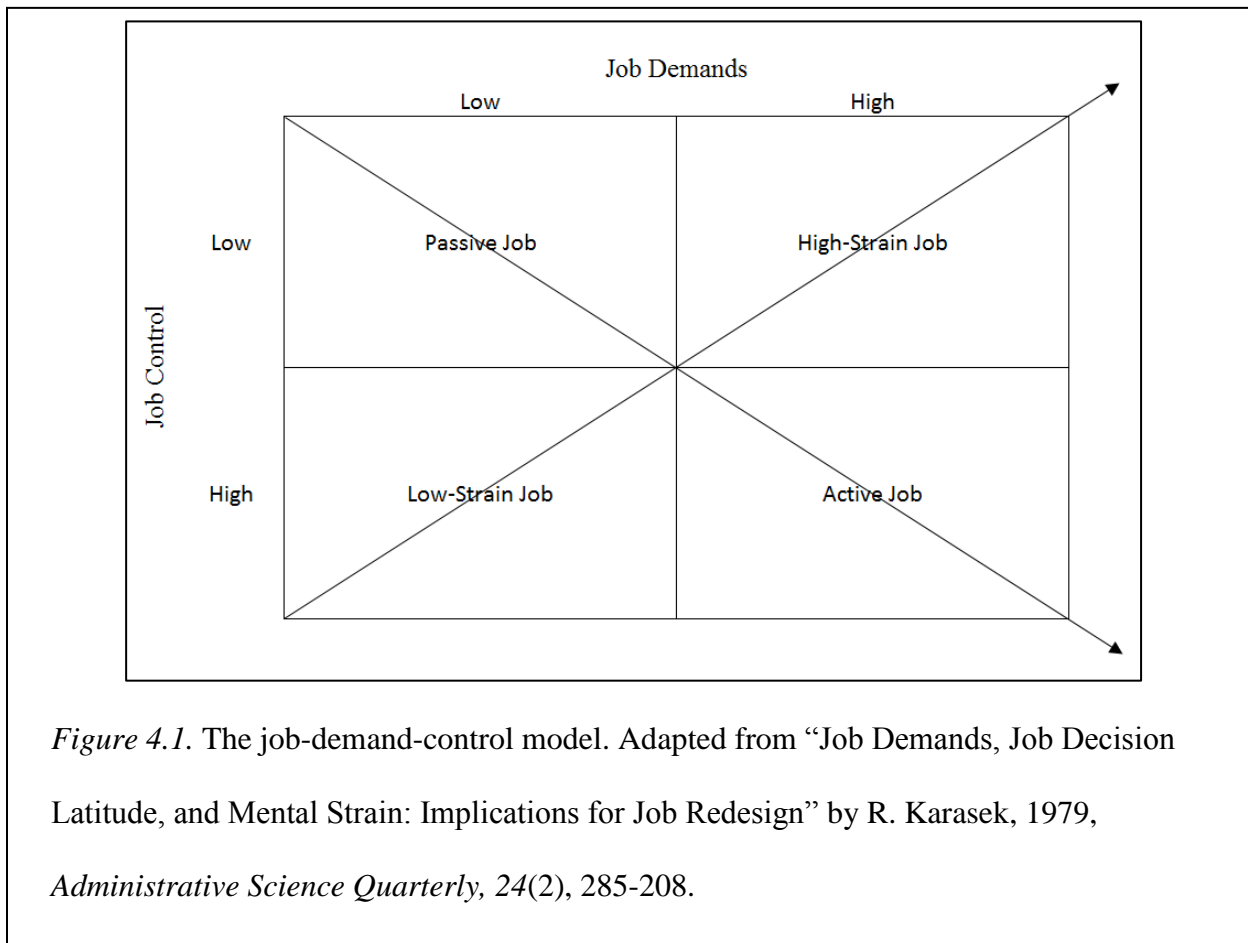 Job Demands
Low High
Low Passive Job High-Strain Job
Job Control
High Low-Strain Job Active Job
Figure 4.1. The job-demand-control model. Adapted from “Job Demands, Job Decision
Latitude, and Mental Strain: Implications for Job Redesign” by R. Karasek, 1979,
Administrative Science Quarterly, 24(2), 285-208.